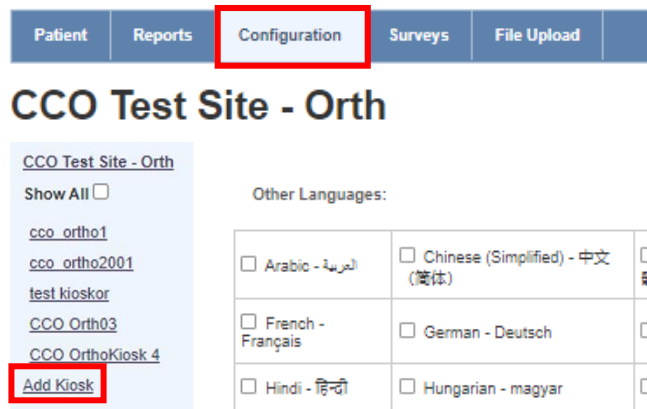 Patient
Reports
Configuration
Surveys
File Upload
CCO Test Site - Orth
CCO Test Site - Orth
Show All
cco_ortho1
cco_ortho2001
test kioskor
CCO Orth03
CCO OrthoKiosk 4
Add Kiosk
Other Languages:
Arabic - العربية
Chinese (Simplified) - 中文
(简体)
French -
Français
German - Deutsch
Hindi - हिन्दी
Hungarian - magyar